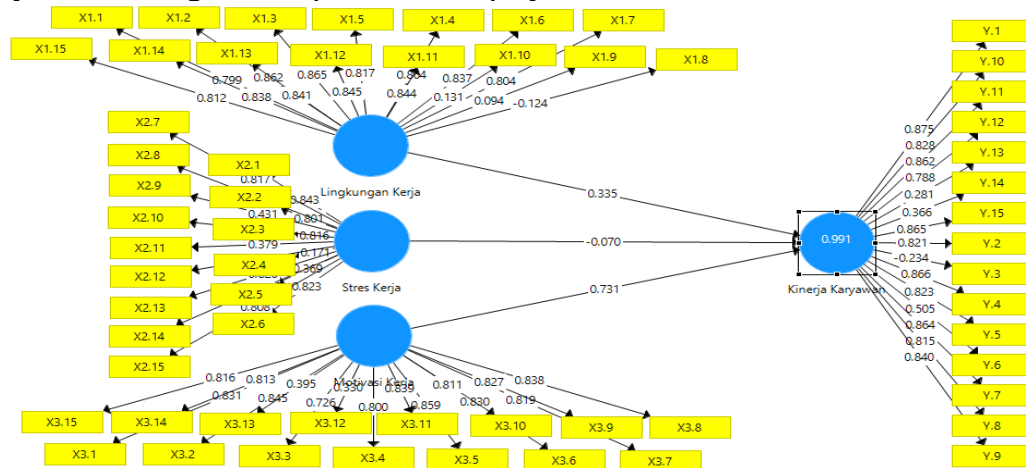 X1.1 X1.2 X1.3 X1.5 X1.4 X1.6 X1.7
X1.15 X1.14 X1.13 X1.12 X1.11 X1.10 X1.9 X1.8
0.799 0.862 0.865 0.817 0.837 0.804
0.812 0.838 0.841 0.845 0.844 0.131 0.094 -0.124
Lingkungan Kerja
X2.7
X2.8
X2.9
X2.10
X2.11
X2.12
X2.13
X2.14
X2.15
X2.1
X2.2
X2.3
X2.4
X2.5
X2.6
0.817
0.843
0.431
0.801
0.816
0.379
0.171
0.369
0.823
0.808
Stres Kerja
0.335
-0.070
0.731
0.991
Kinerja Karyawan
0.875
0.828
0.862
0.788
0.281
0.366
0.865
0.821
-0.234
0.866
0.823
0.505
0.864
0.815
0.840
Y.1
Y.10
Y.11
Y.12
Y.13
Y.14
Y.15
Y.2
Y.3
Y.4
Y.5
Y.6
Y.7
Y.8
Y.9
Motivasi Kerja
0.816 0.813 0.395 0.330 0.839 0.811 0.827 0.838
0.831 0.845 0.726 0.800 0.859 0.830 0.819
X3.15 X3.14 X3.13 X3.12 X3.11 X3.10 X3.9 X3.8
X3.1 X3.2 X3.3 X3.4 X3.5 X3.6 X3.7